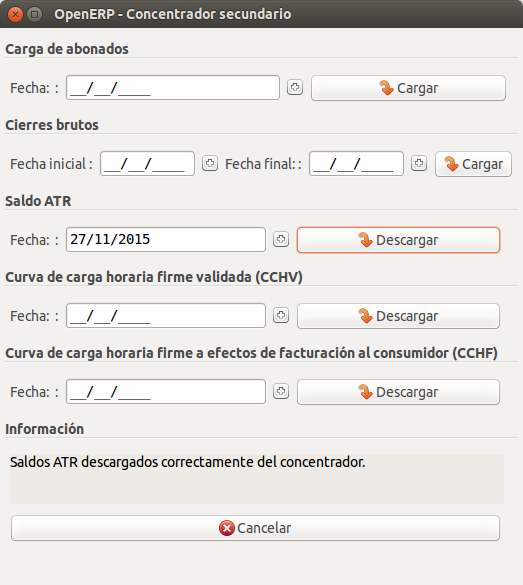 OpenERP - Concentrador secundario
Carga de abonados
Fecha: : __/__/____ Cargar
Cierres brutos
Fecha inicial : __/__/____ Fecha final: : __/__/____ Cargar
Saldo ATR
Fecha: : 27/11/2015 Descargar
Curva de carga horaria firme validada (CCHV)
Fecha: : __/__/____ Descargar
Curva de carga horaria firme a efectos de facturación al consumidor (CCHF)
Fecha: : __/__/____ Descargar
Información
Saldos ATR descargados correctamente del concentrador.
Cancelar